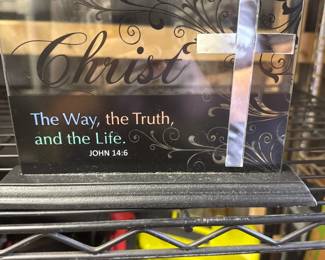 Christ
The Way, the Truth,
and the Life.
JOHN 14:6